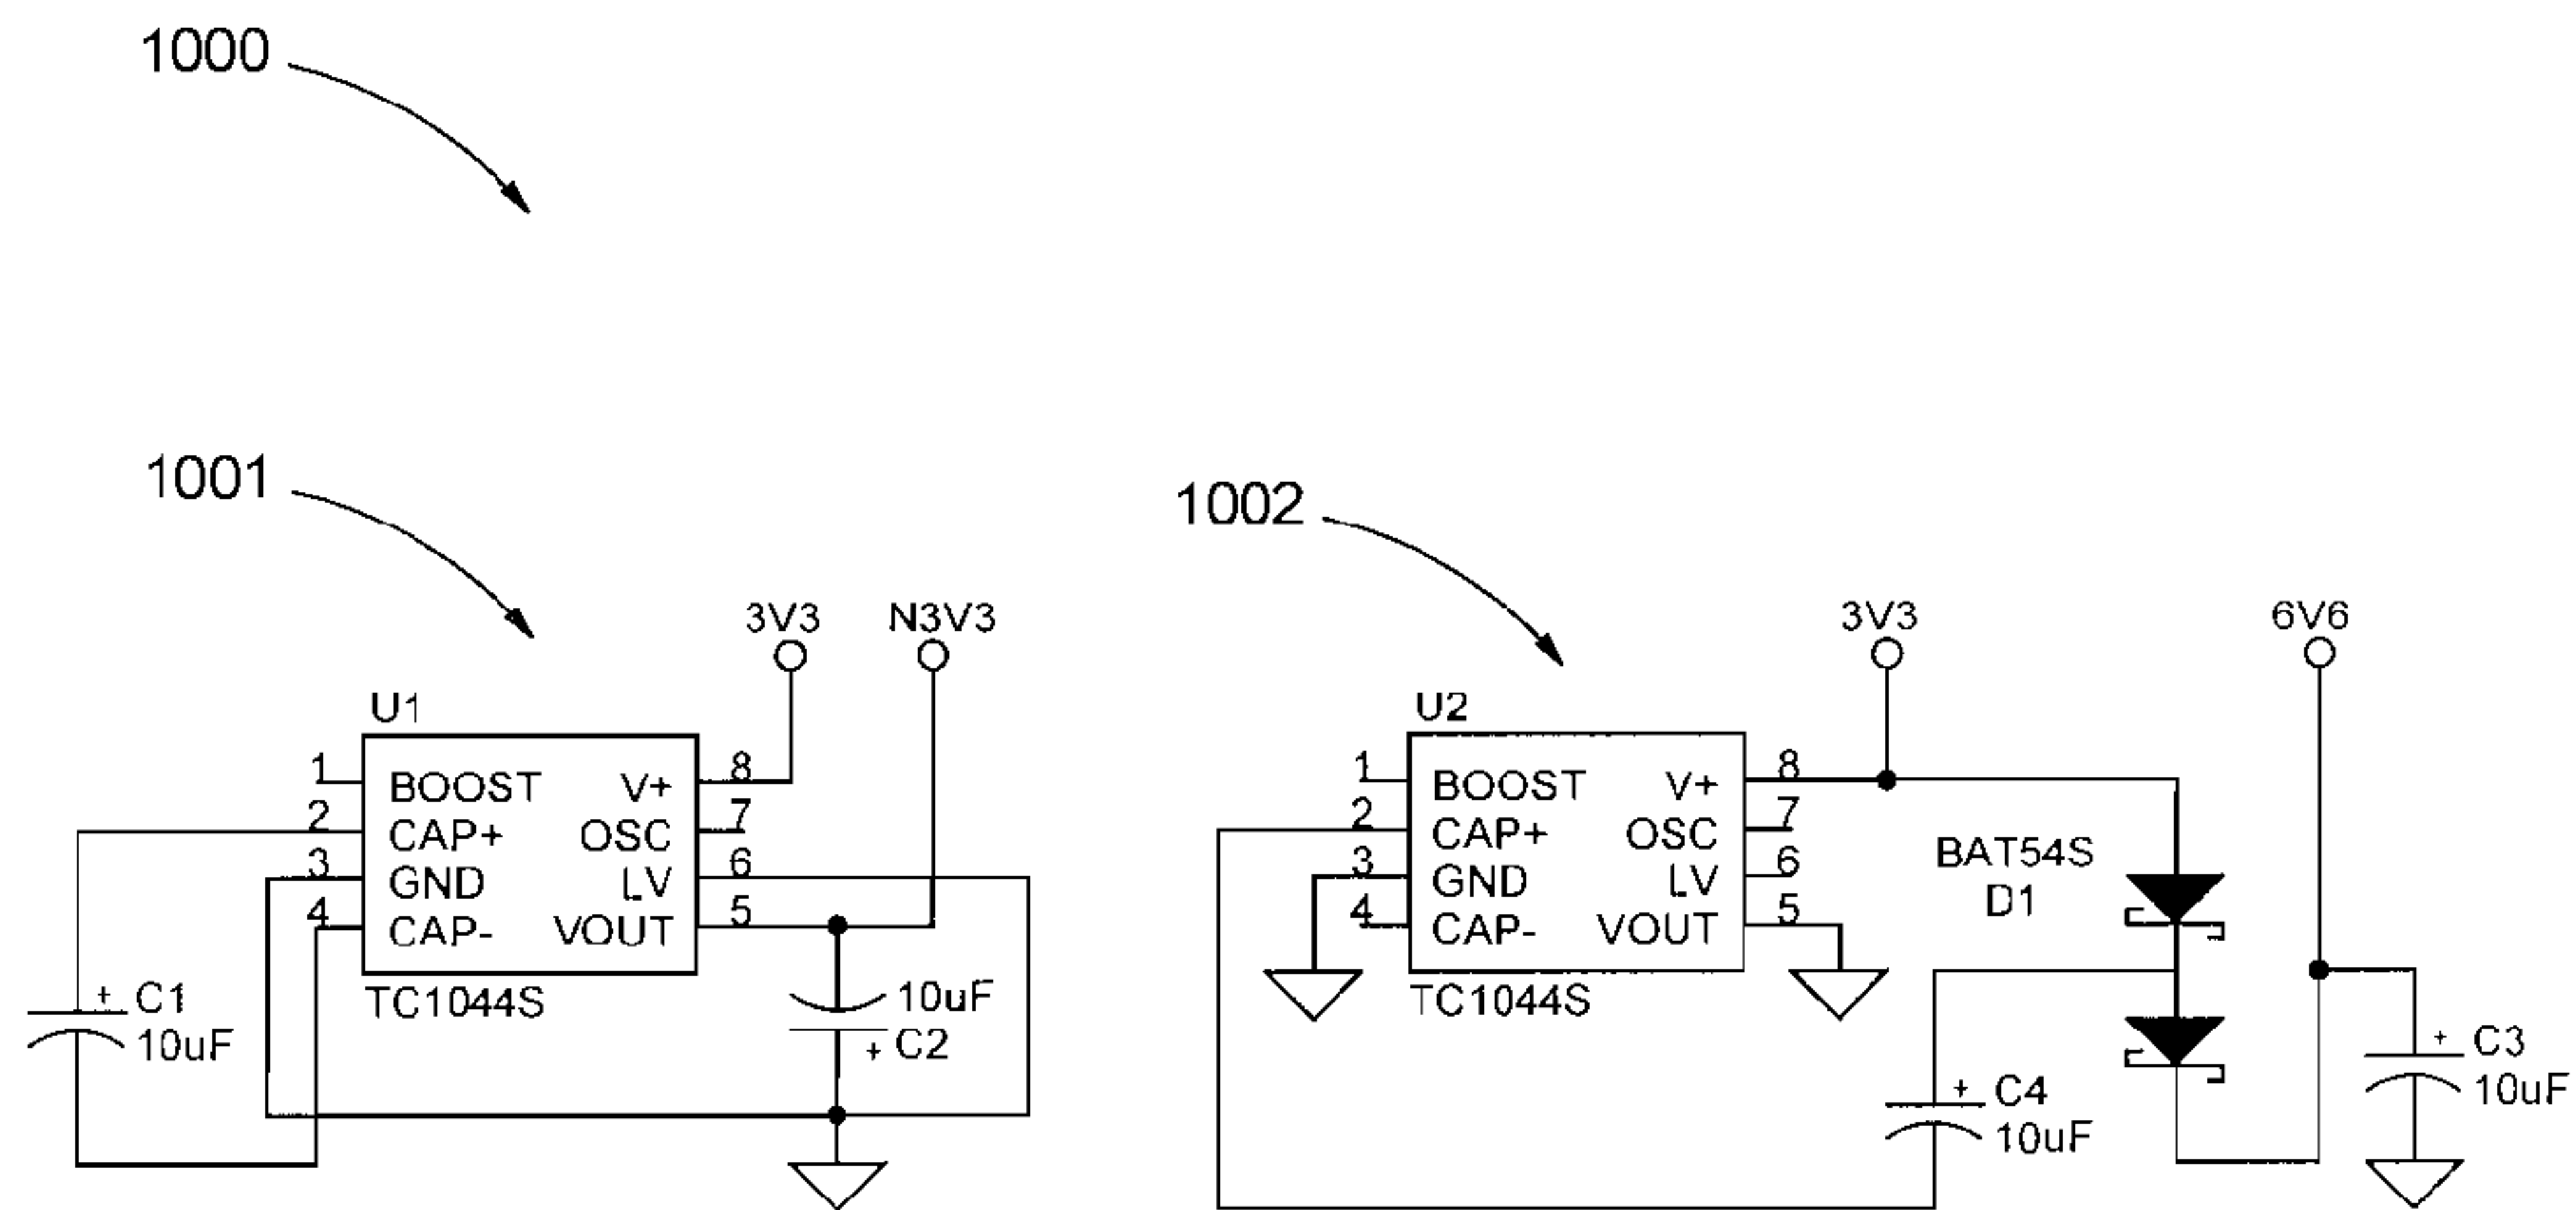 1000
1001
1002
3V3
N3V3
U1
1
BOOST
V+
8
2
CAP+
OSC
7
3
GND
LV
6
4
CAP-
VOUT
5
TC1044S
+ C1
10uF
10uF
+ C2
3V3
6V6
U2
1
BOOST
V+
8
2
CAP+
OSC
7
3
GND
LV
6
4
CAP-
VOUT
5
TC1044S
BAT54S
D1
+ C4
10uF
+ C3
10uF